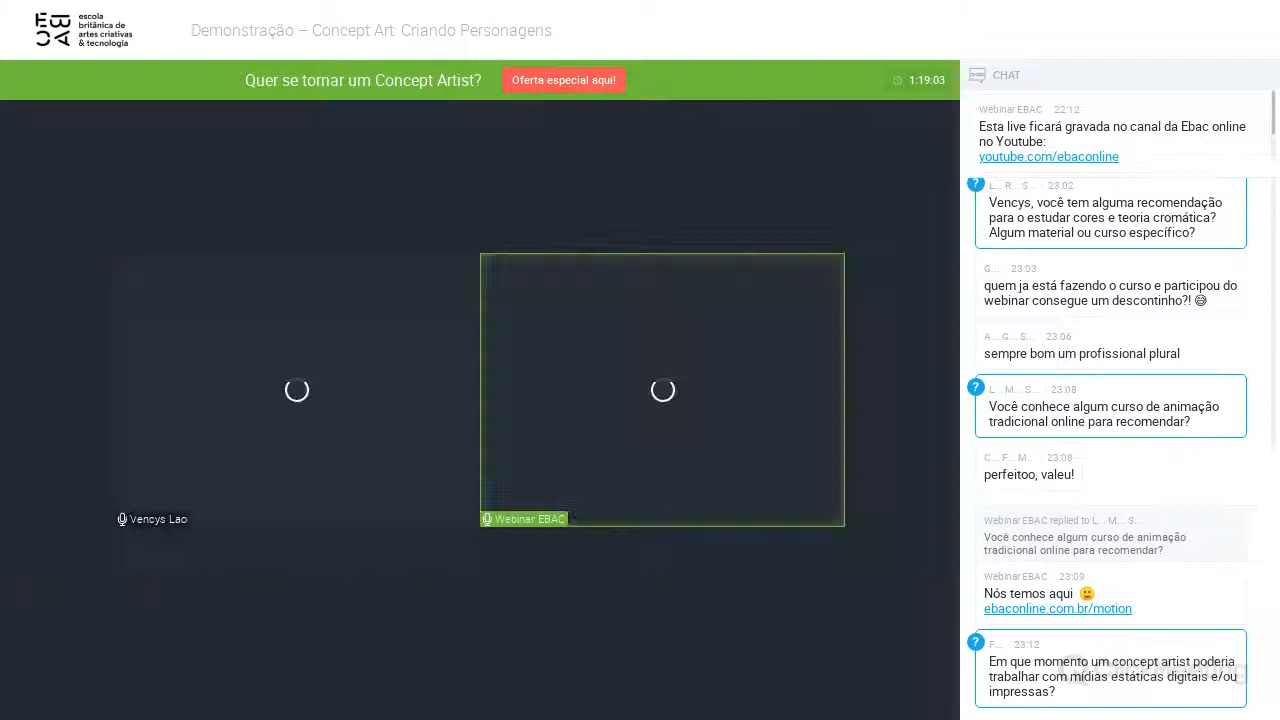 EBAC
escola
britânica de
artes criativas
& tecnologia
Demonstração – Concept Art: Criando Personagens
Quer se tornar um Concept Artist?
Oferta especial aqui!
1:19:03
CHAT
Webinar EBAC · 22:12
Esta live ficará gravada no canal da Ebac online
no Youtube:
youtube.com/ebaconline
? L... R... S... · 23:02
Vencys, você tem alguma recomendação
para o estudar cores e teoria cromática?
Algum material ou curso específico?
G... 23:03
quem ja está fazendo o curso e participou do
webinar consegue um descontinho?! 😅
A... G... S... 23:06
sempre bom um profissional plural
? L... M... S... · 23:08
Você conhece algum curso de animação
tradicional online para recomendar?
C... F... M... 23:08
perfeitoo, valeu!
Webinar EBAC replied to L... M... S.
Você conhece algum curso de animação
tradicional online para recomendar?
Webinar EBAC 23:09
Nós temos aqui 🙂
ebaconline.com.br/motion
? F... 23:12
Em que momento um concept artist poderia
trabalhar com mídias estáticas digitais e/ou
impressas?
Vencys Lao
Webinar EBAC